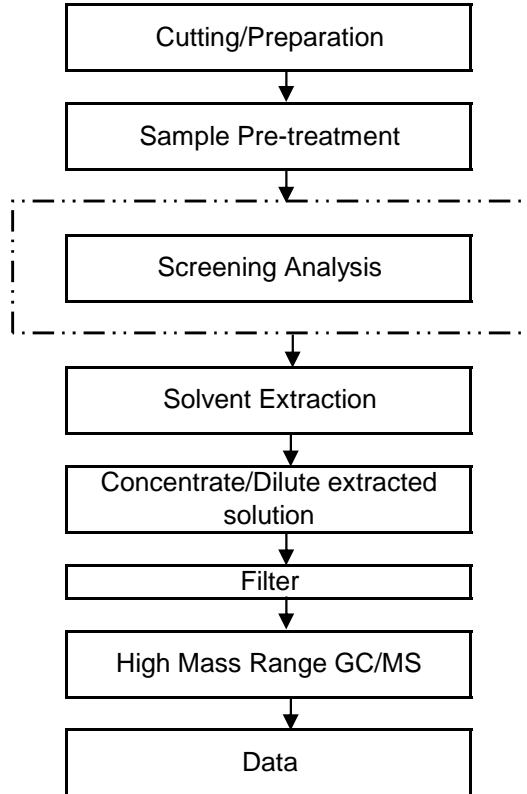 Cutting/Preparation
Sample Pre-treatment
Screening Analysis
Solvent Extraction
Concentrate/Dilute extracted
solution
Filter
High Mass Range GC/MS
Data